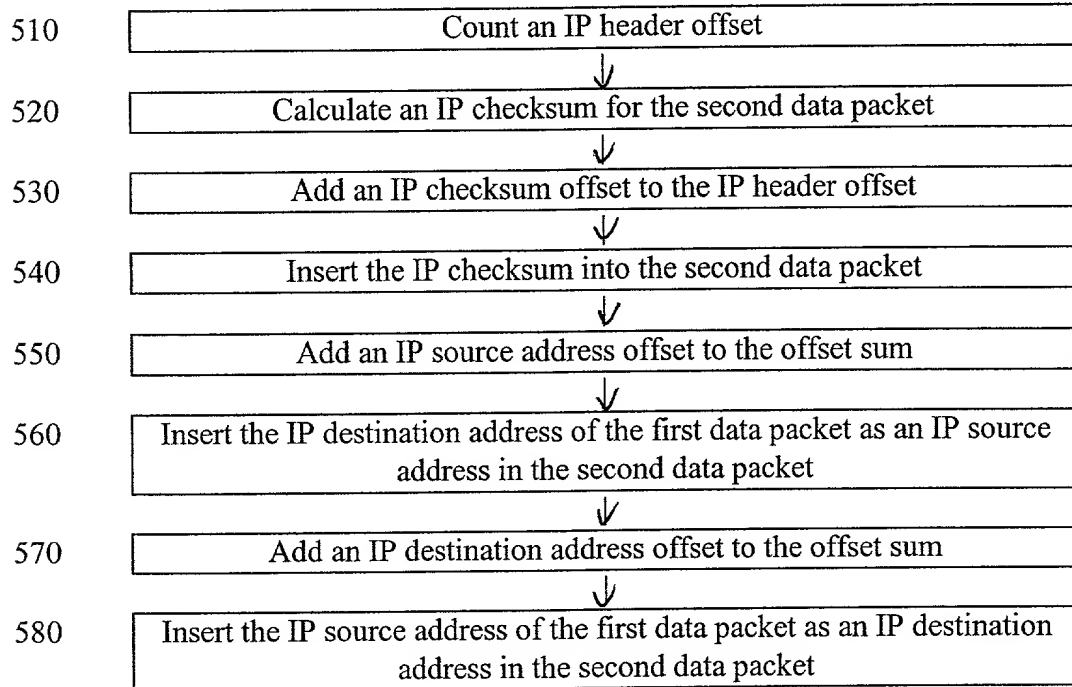 510 Count an IP header offset
520 Calculate an IP checksum for the second data packet
530 Add an IP checksum offset to the IP header offset
540 Insert the IP checksum into the second data packet
550 Add an IP source address offset to the offset sum
560 Insert the IP destination address of the first data packet as an IP source
address in the second data packet
570 Add an IP destination address offset to the offset sum
580 Insert the IP source address of the first data packet as an IP destination
address in the second data packet